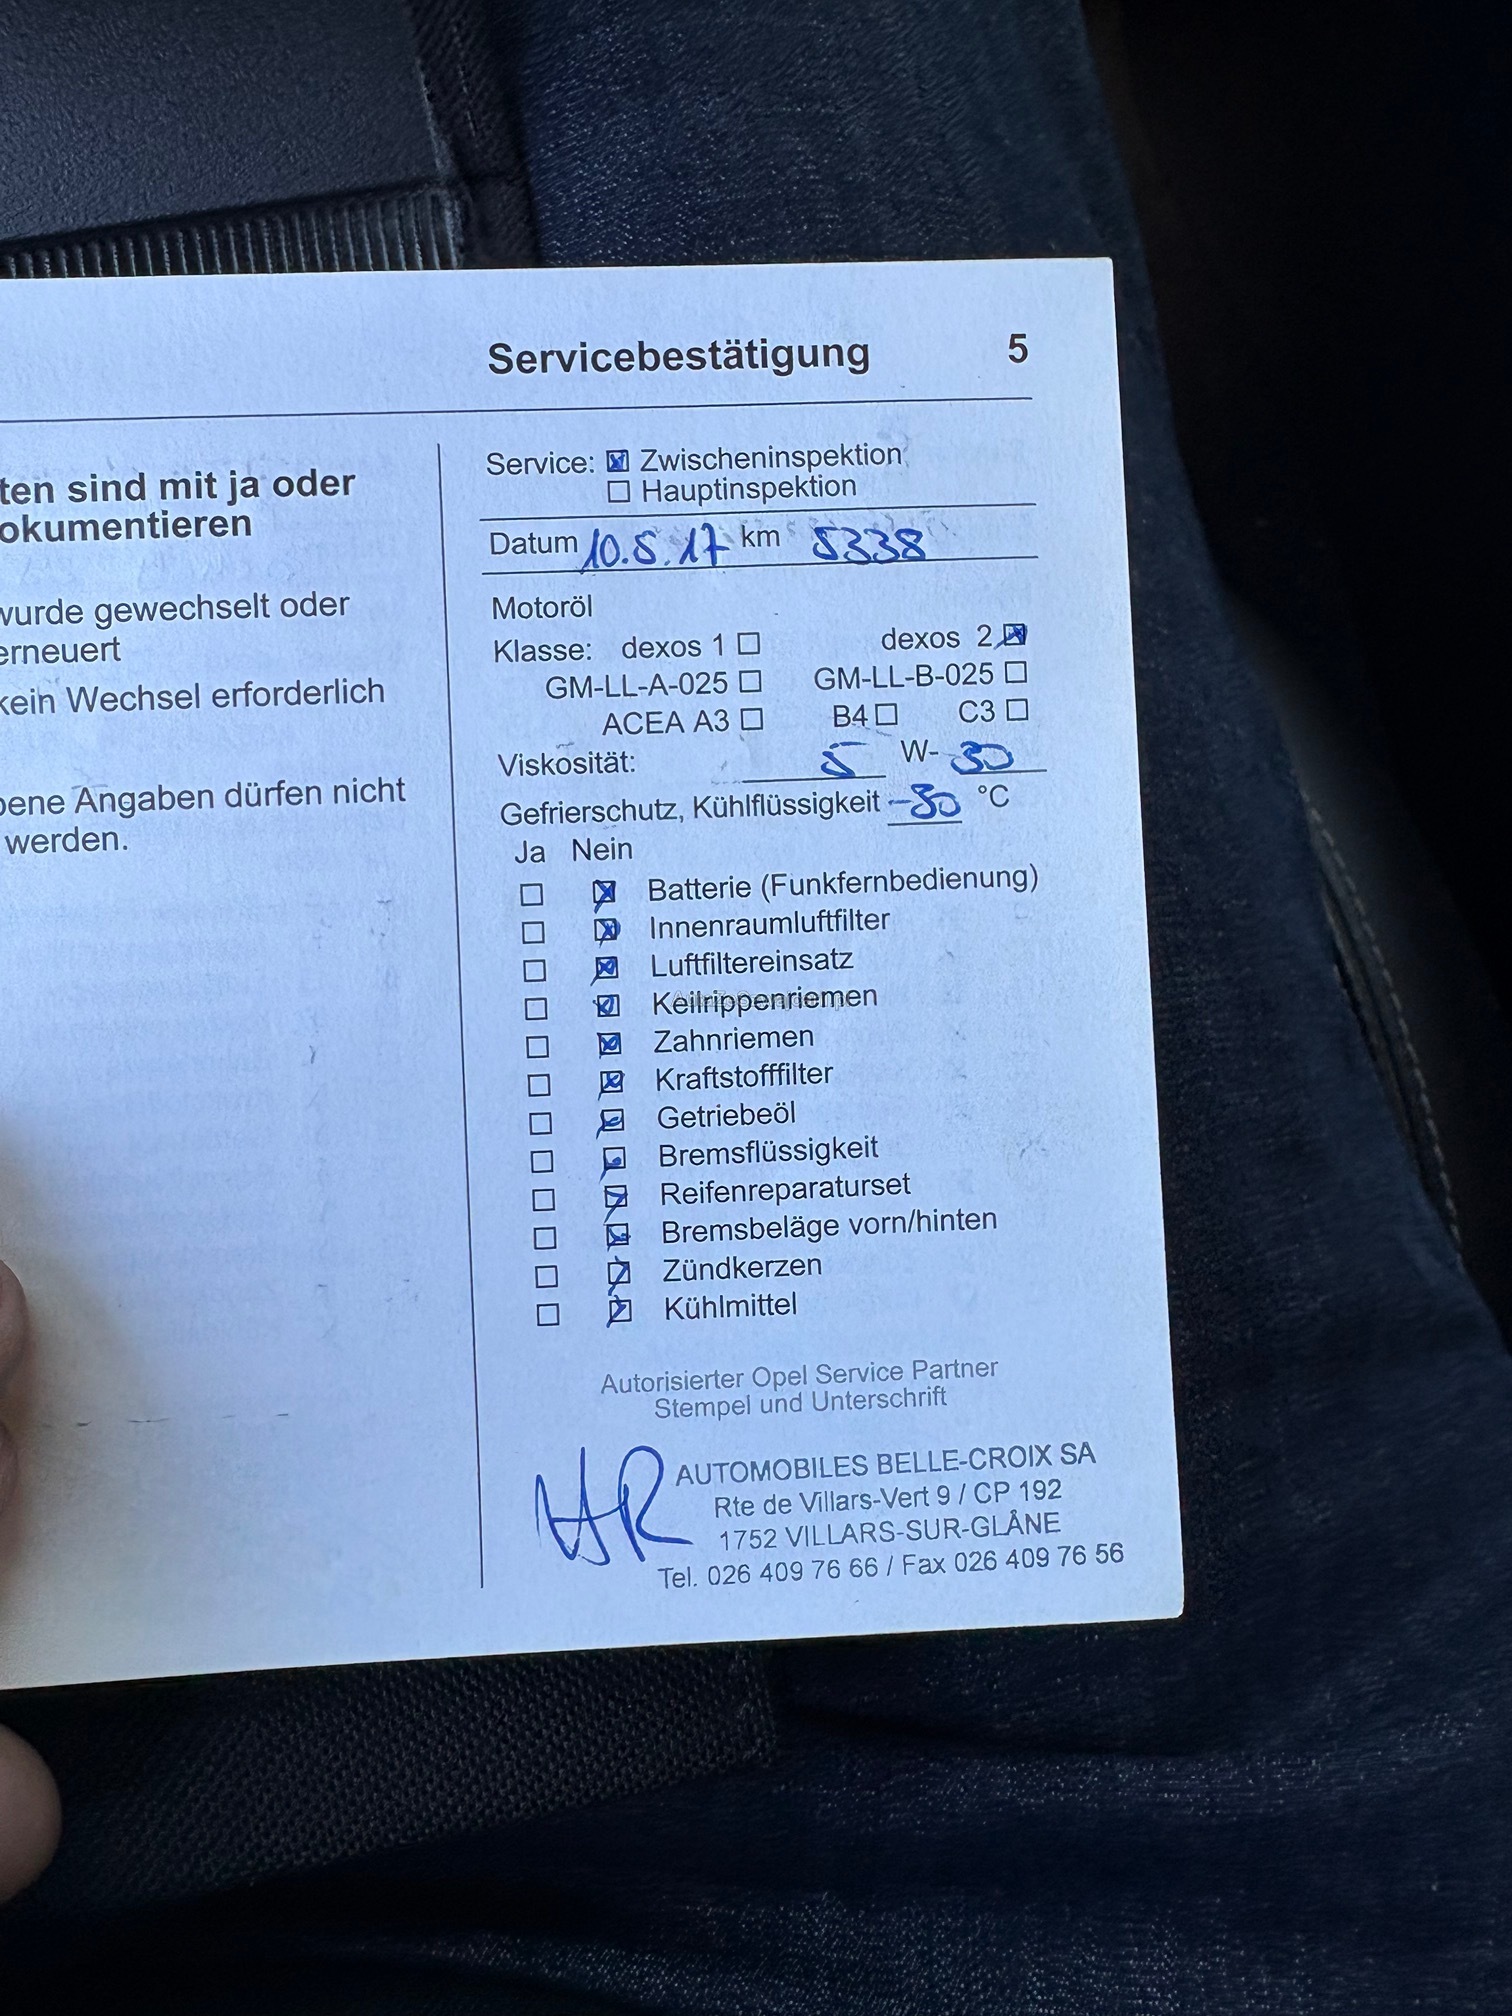 Servicebestätigung 5
ten sind mit ja oder
okumentieren
wurde gewechselt oder
erneuert
kein Wechsel erforderlich
bene Angaben dürfen nicht
werden.
Service: Zwischeninspektion
Hauptinspektion
Datum 10.5.17 km 5338
Motoröl
Klasse: dexos 1 dexos 2
GM-LL-A-025 GM-LL-B-025
ACEA A3 B4 C3
Viskosität: 5 W- 30
Gefrierschutz, Kühlflüssigkeit -30 °C
Ja Nein
Batterie (Funkfernbedienung)
Innenraumluftfilter
Luftfiltereinsatz
Keilrippenriemen
Zahnriemen
Kraftstofffilter
Getriebeöl
Bremsflüssigkeit
Reifenreparaturset
Bremsbeläge vorn/hinten
Zündkerzen
Kühlmittel
Autorisierter Opel Service Partner
Stempel und Unterschrift
AUTOMOBILES BELLE-CROIX SA
Rte de Villars-Vert 9 / CP 192
1752 VILLARS-SUR-GLÂNE
Tel. 026 409 76 66 / Fax 026 409 76 56